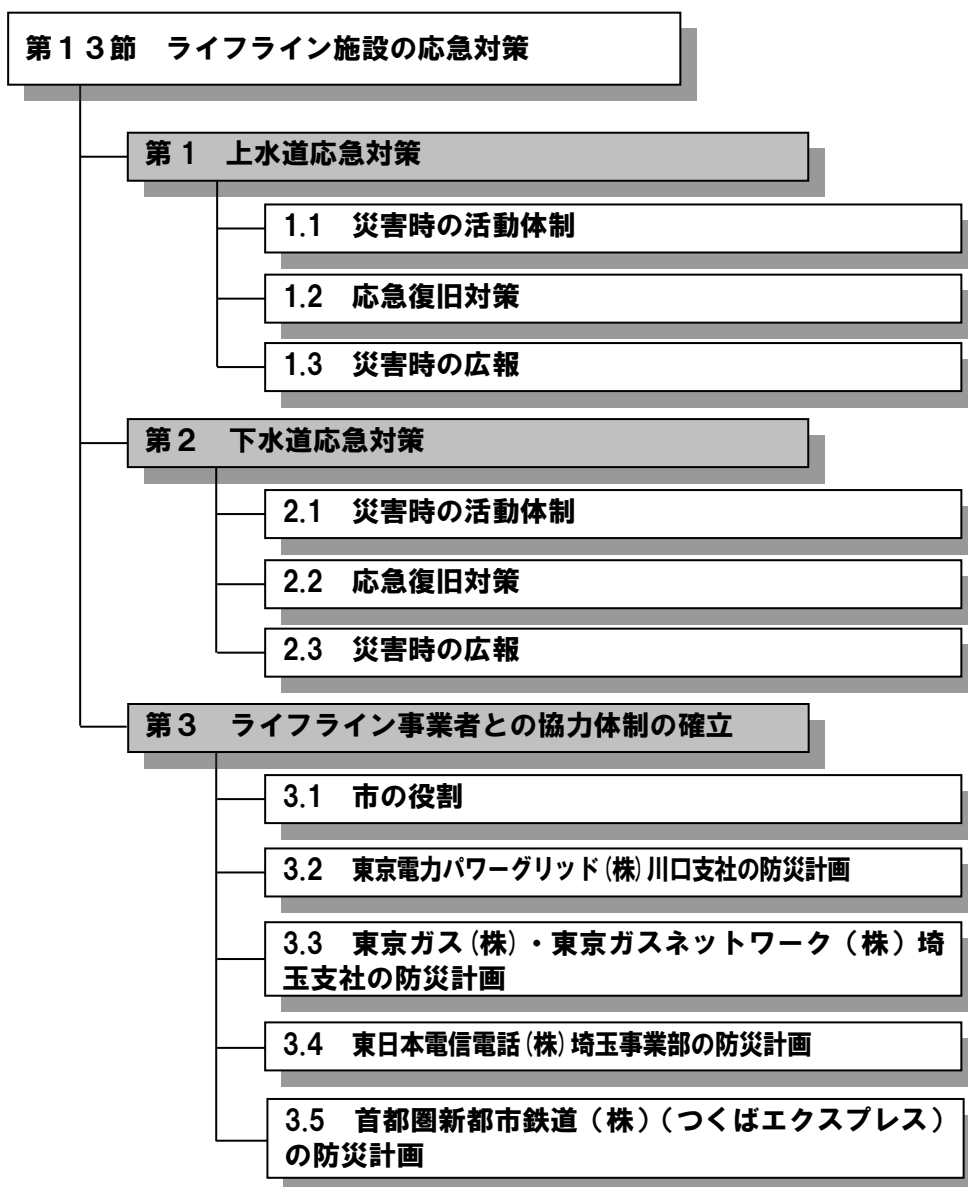 第１３節　ライフライン施設の応急対策
第１　上水道応急対策
1.1　災害時の活動体制
1.2　応急復旧対策
1.3　災害時の広報
第２　下水道応急対策
2.1　災害時の活動体制
2.2　応急復旧対策
2.3　災害時の広報
第３　ライフライン事業者との協力体制の確立
3.1　市の役割
3.2　東京電力パワーグリッド(株)川口支社の防災計画
3.3　東京ガス(株)・東京ガスネットワーク（株）埼
玉支社の防災計画
3.4　東日本電信電話(株)埼玉事業部の防災計画
3.5　首都圏新都市鉄道（株）（つくばエクスプレス）
の防災計画